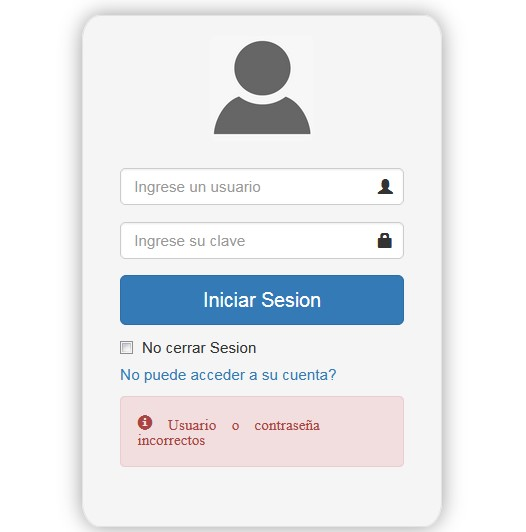 Ingrese un usuario
Ingrese su clave
Iniciar Sesion
No cerrar Sesion
No puede acceder a su cuenta?
Usuario o contraseña
incorrectos